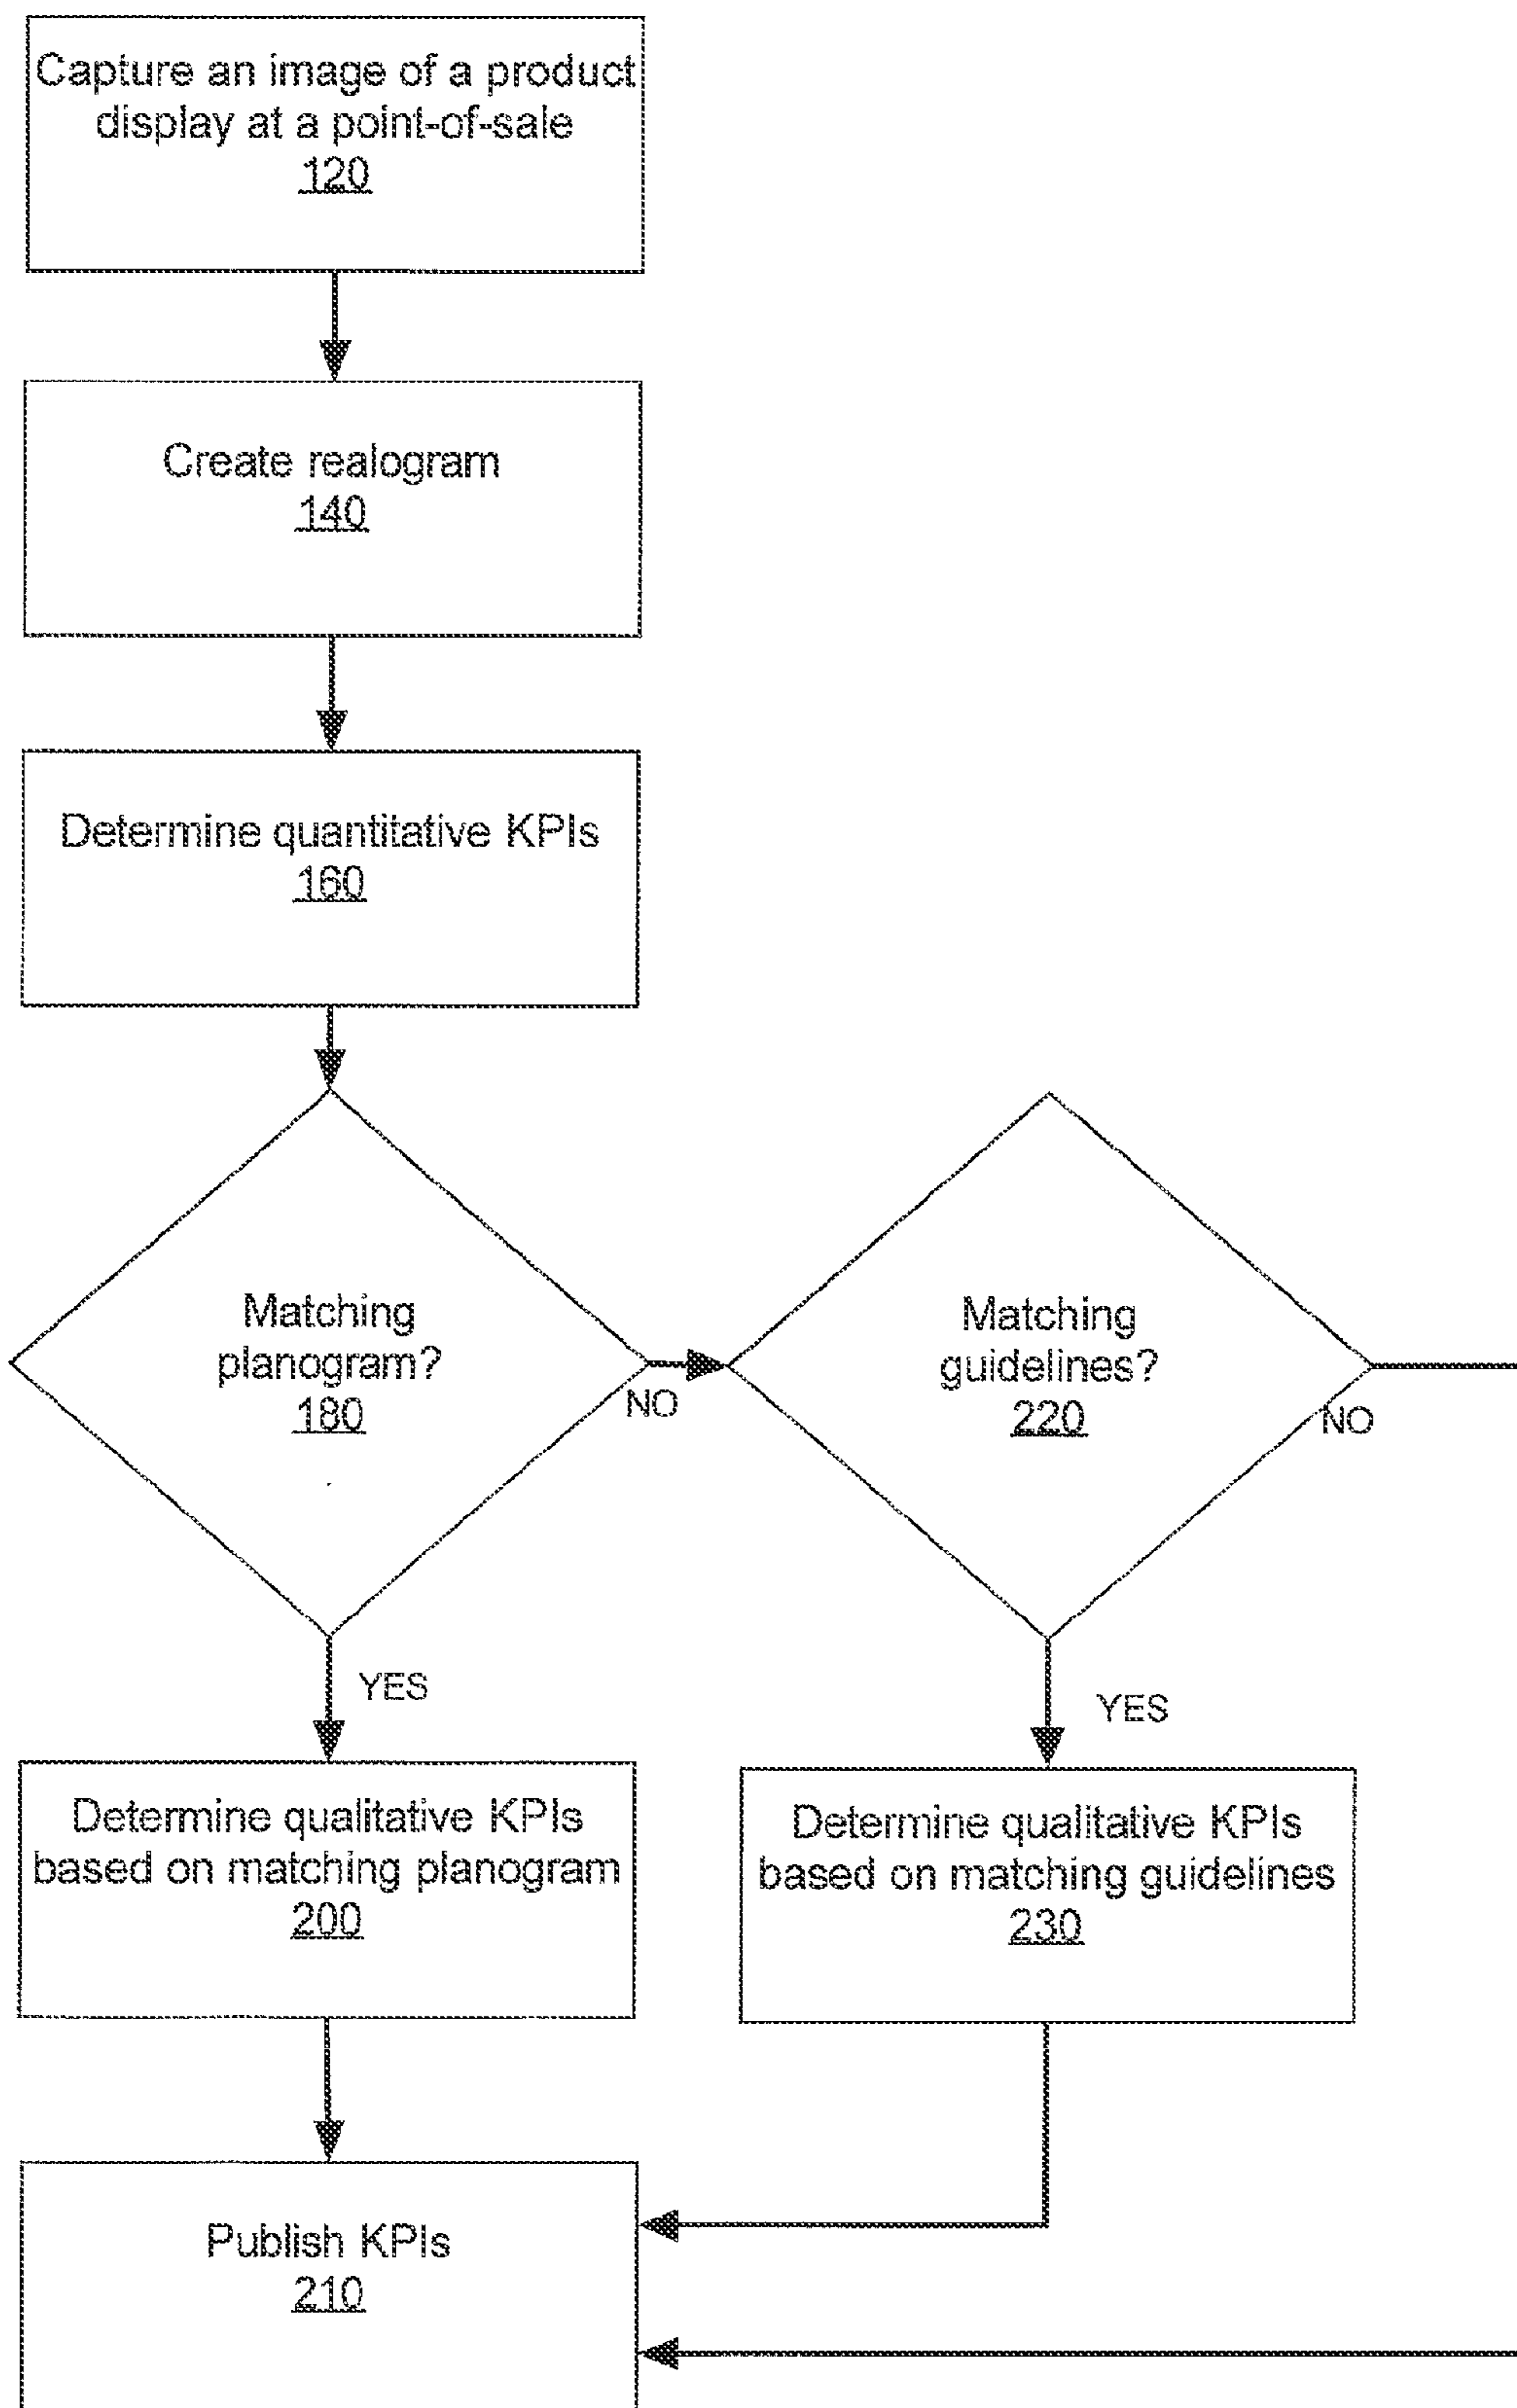 Capture an image of a product
display at a point-of-sale
120
Create realogram
140
Determine quantitative KPIs
160
Matching
planogram?
180
NO
Matching
guidelines?
220
NO
YES
YES
Determine qualitative KPIs
based on matching planogram
200
Determine qualitative KPIs
based on matching guidelines
230
Publish KPIs
210